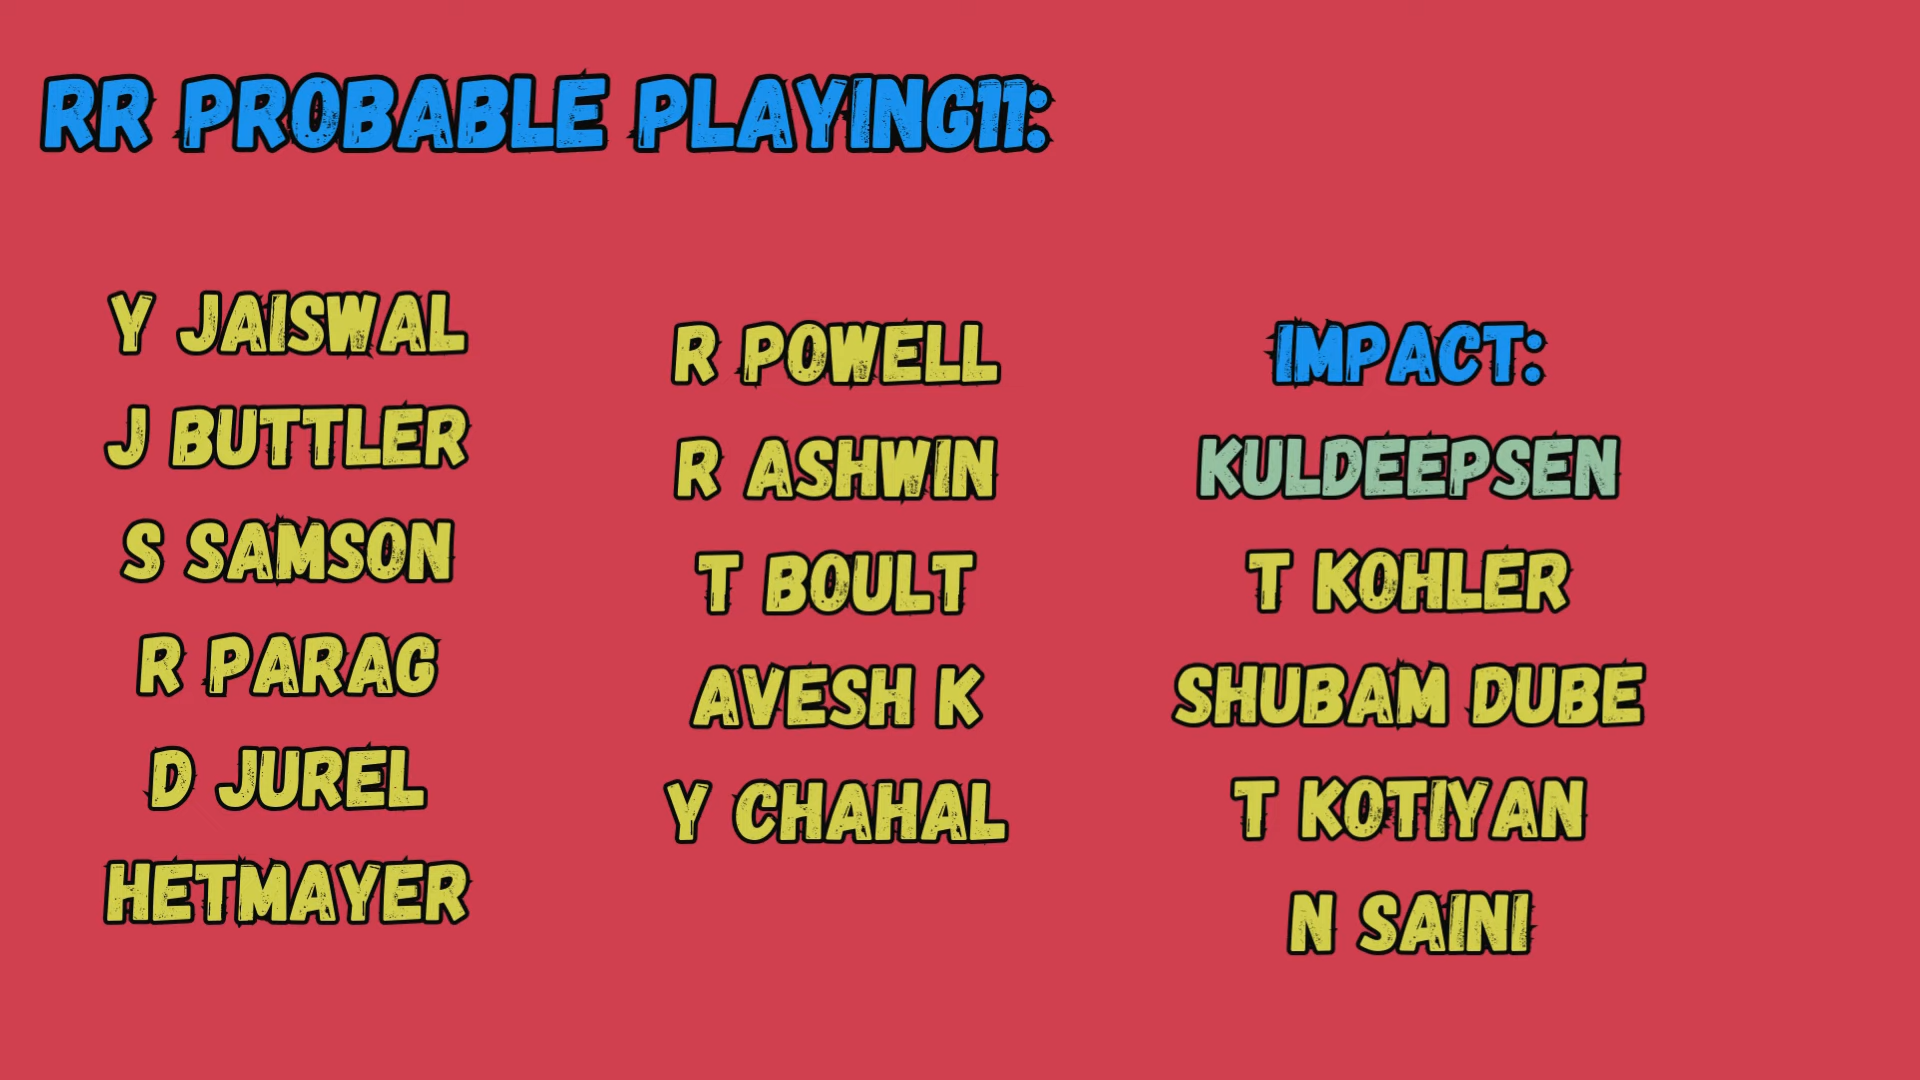 RR PROBABLE PLAYING11:
Y JAISWAL
J BUTTLER
S SAMSON
R PARAG
D JUREL
HETMAYER
R POWELL
R ASHWIN
T BOULT
AVESH K
Y CHAHAL
IMPACT:
KULDEEPSEN
T KOHLER
SHUBAM DUBE
T KOTIYAN
N SAINI